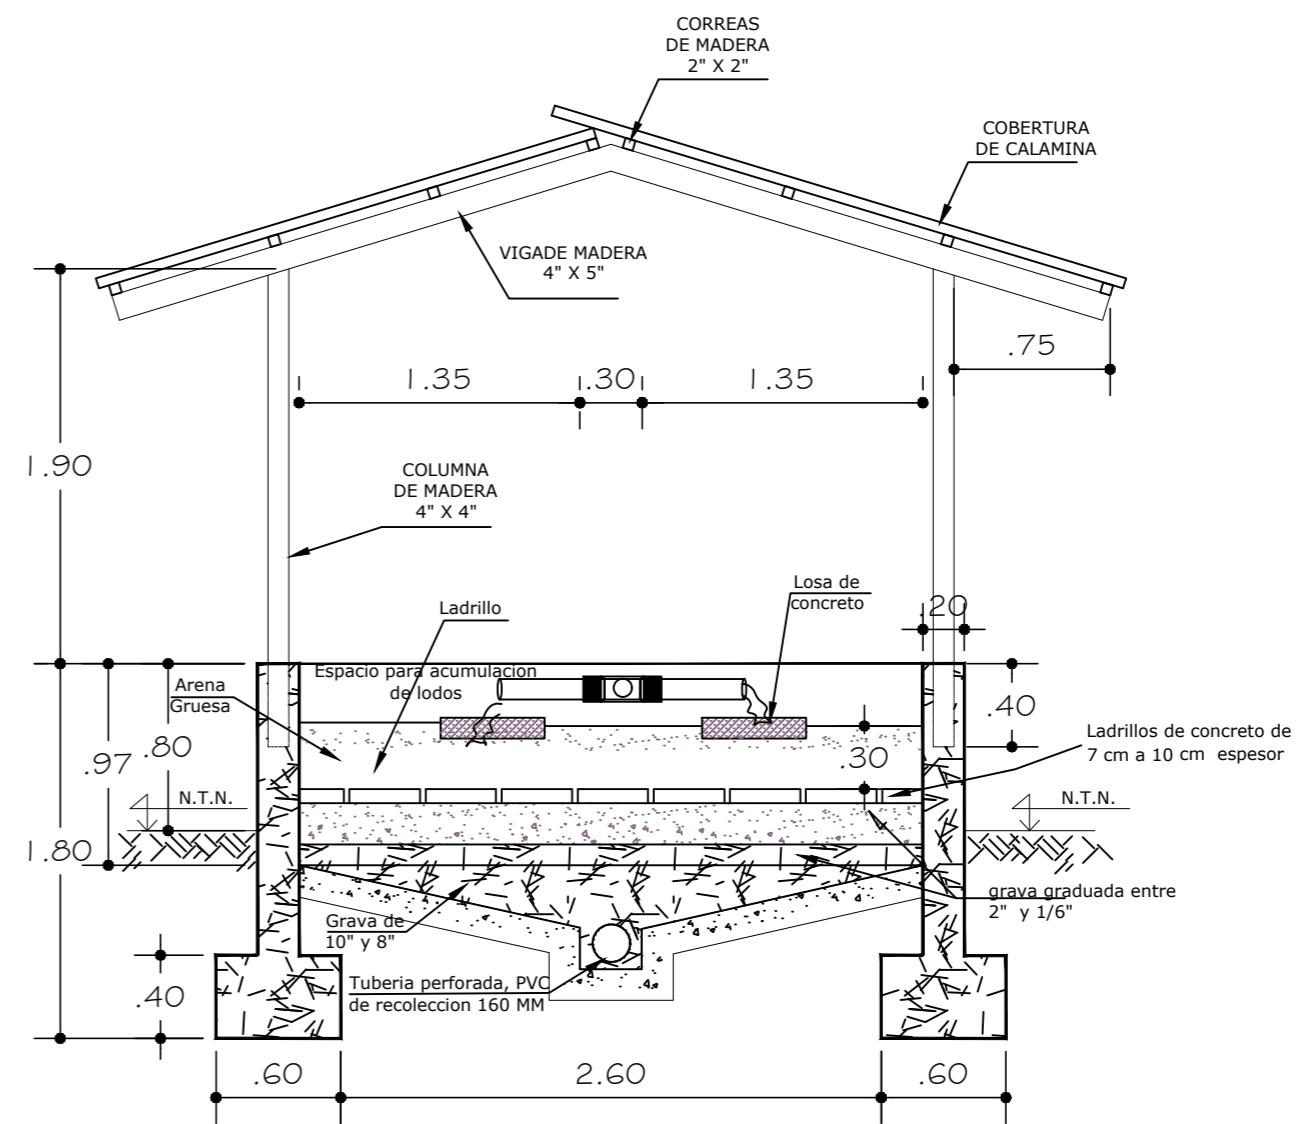 CORREAS
DE MADERA
2" X 2"
COBERTURA
DE CALAMINA
VIGADE MADERA
4" X 5"
.75
1.35
.30
1.35
1.90
COLUMNA
DE MADERA
4" X 4"
Losa de
concreto
.20
Ladrillo
Espacio para acumulacion
de lodos
Arena
Gruesa
.40
Ladrillos de concreto de
7 cm a 10 cm espesor
.97
.80
.30
N.T.N.
N.T.N.
1.80
grava graduada entre
2" y 1/6"
Grava de
10" y 8"
Tuberia perforada, PVC
de recoleccion 160 MM
.40
.60
2.60
.60